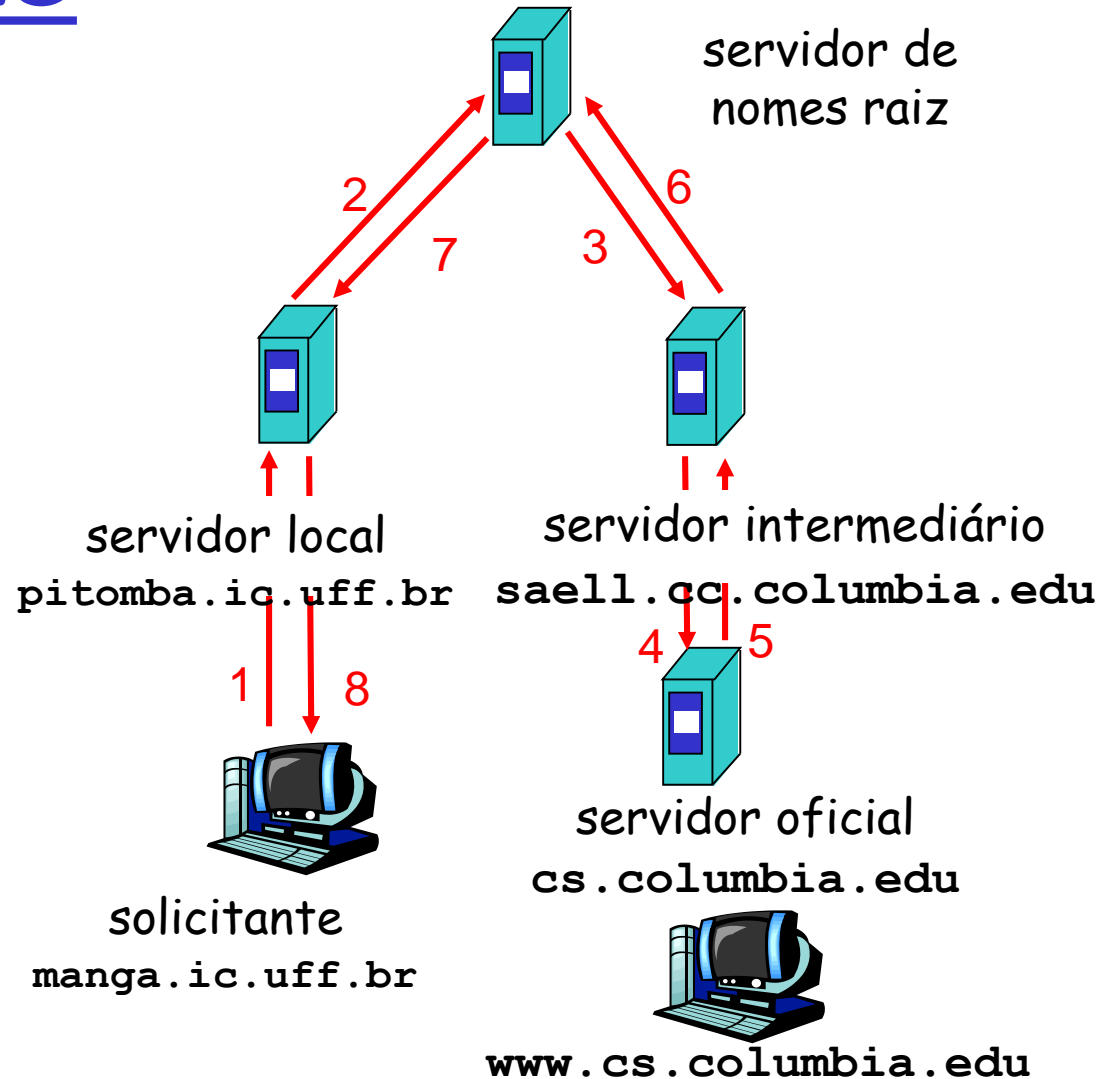 servidor de
nomes raiz
2
7
3
6
servidor local
pitomba.ic.uff.br
servidor intermediário
saell.cc.columbia.edu
4
5
1
8
servidor oficial
cs.columbia.edu
solicitante
manga.ic.uff.br
www.cs.columbia.edu